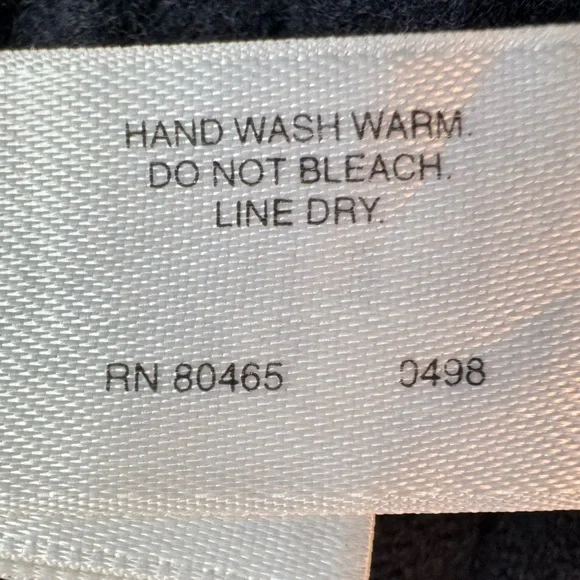 HAND WASH WARM.
DO NOT BLEACH.
LINE DRY.
RN 80465 0498